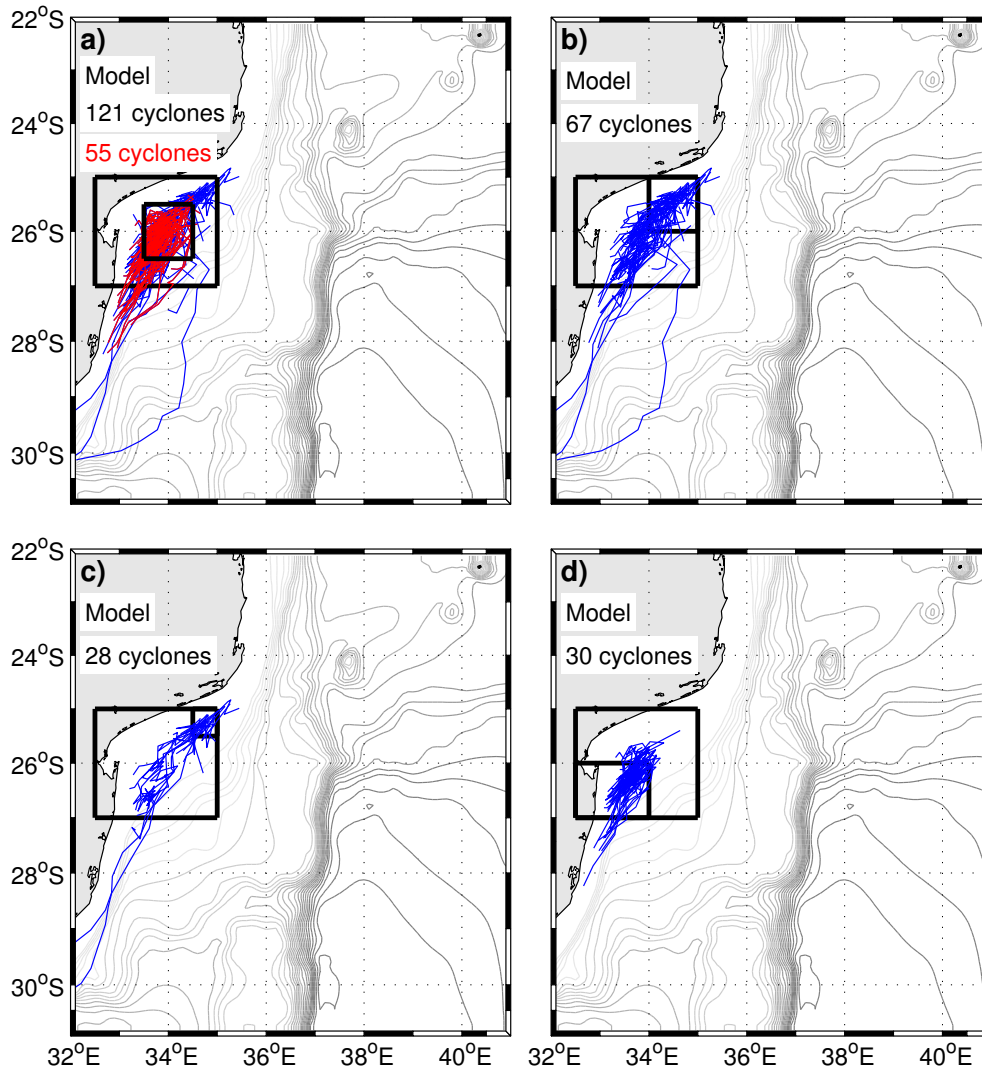 22°S
a)
b)
Model
Model
121 cyclones
67 cyclones
24°S
55 cyclones
26°S
28°S
30°S
22°S
c)
d)
Model
Model
28 cyclones
30 cyclones
24°S
26°S
28°S
30°S
32°E 34°E 36°E 38°E 40°E 32°E 34°E 36°E 38°E 40°E